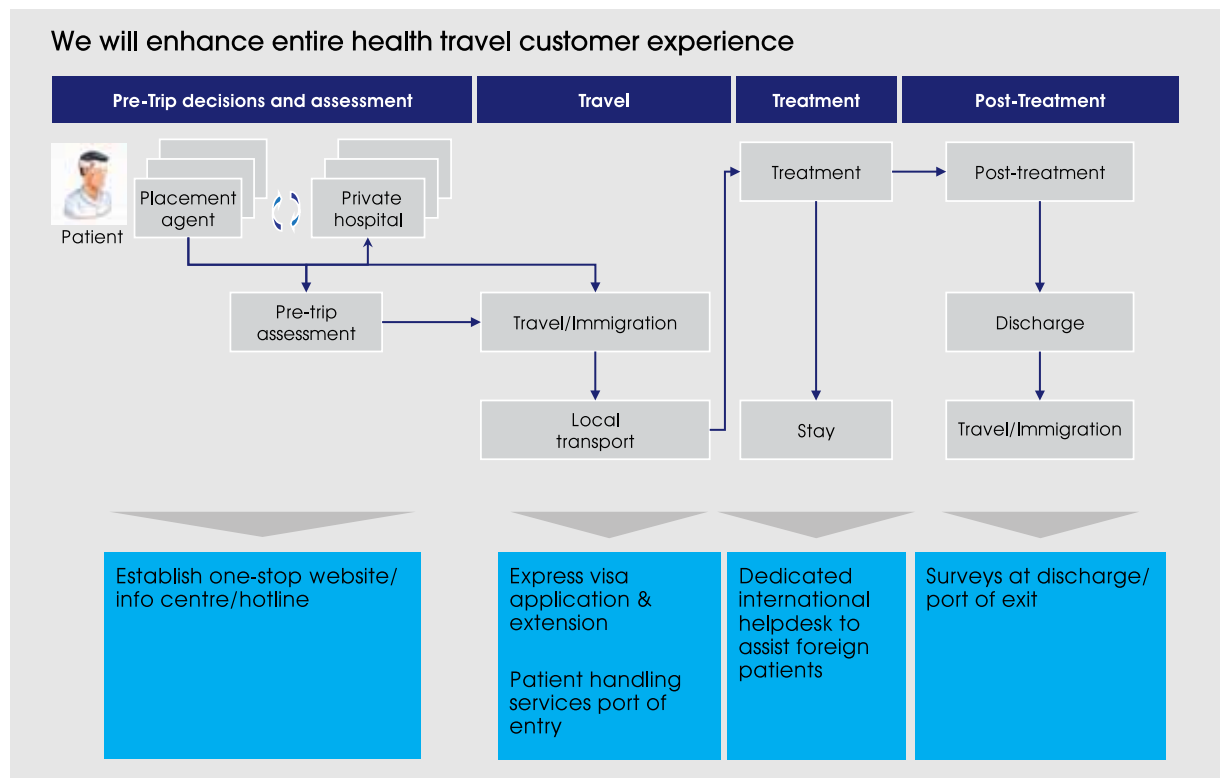 We will enhance entire health travel customer experience
Pre-Trip decisions and assessment
Travel
Treatment
Post-Treatment
Patient
Placement
agent
Private
hospital
Treatment
Post-treatment
Pre-trip
assessment
Travel/Immigration
Discharge
Local
transport
Stay
Travel/Immigration
Establish one-stop website/
info centre/hotline
Express visa
application &
extension
Patient handling
services port of
entry
Dedicated
international
helpdesk to
assist foreign
patients
Surveys at discharge/
port of exit